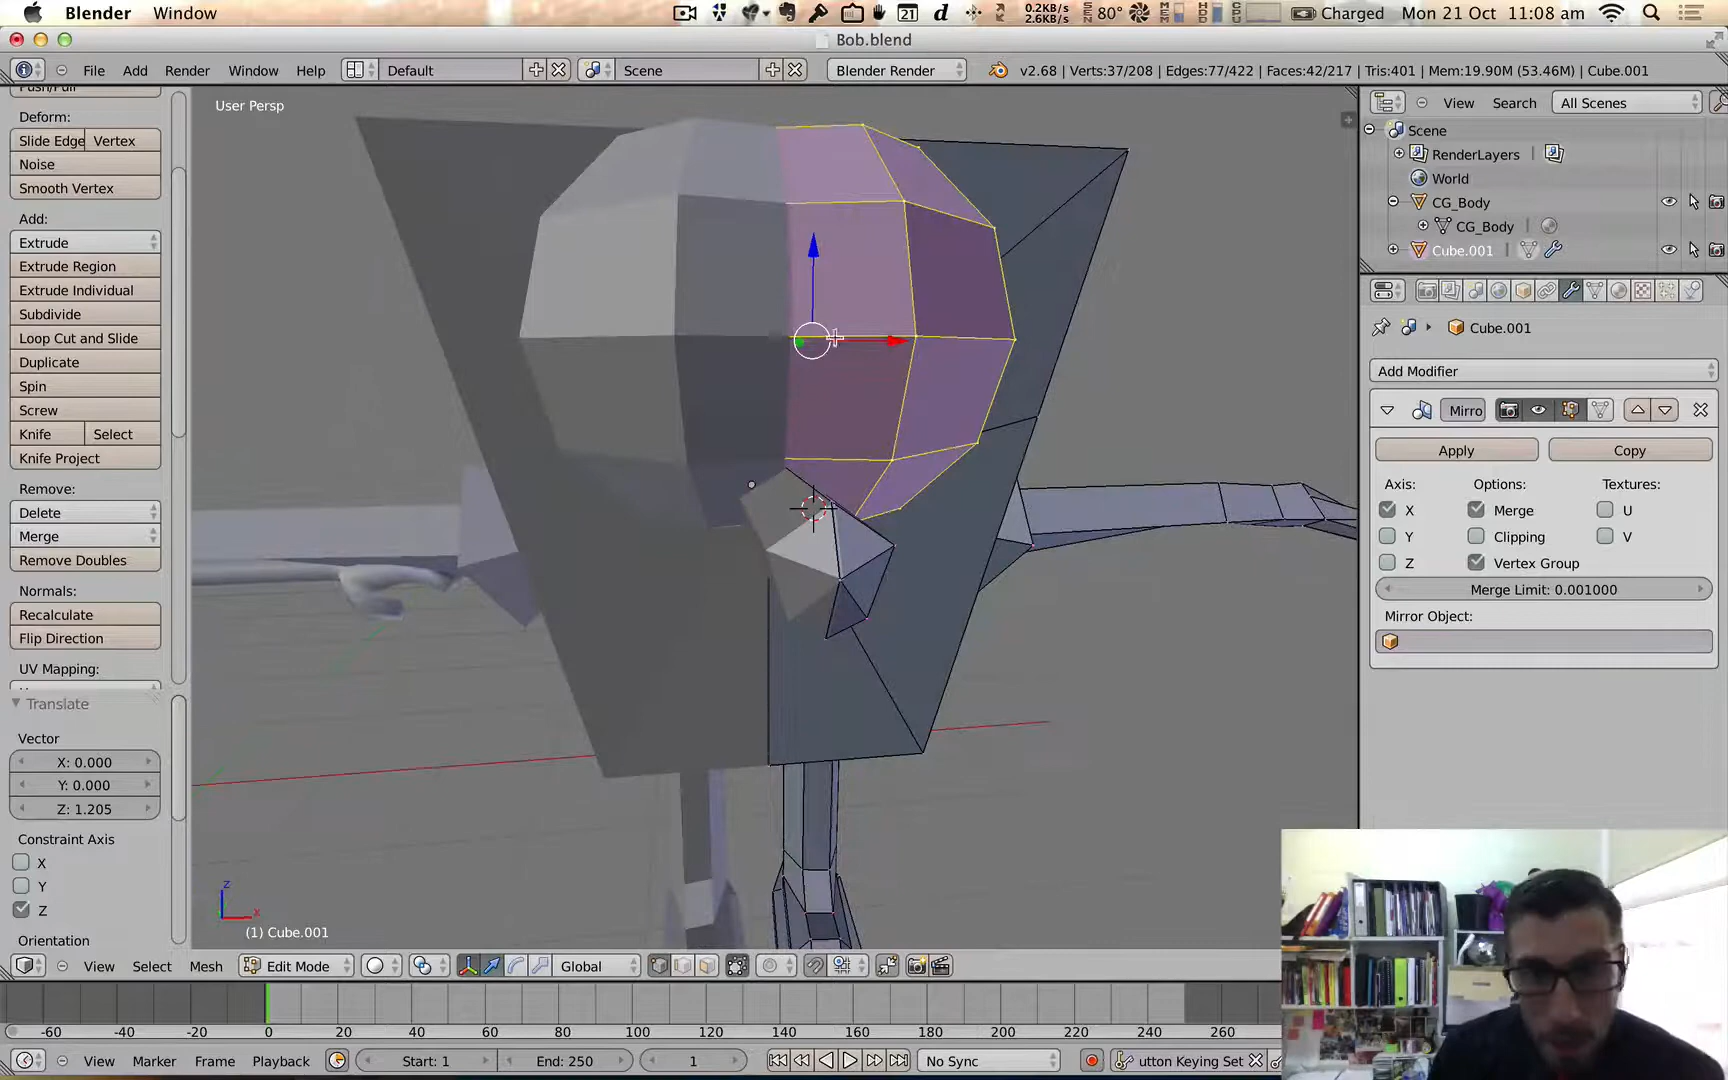 Blender Window
21 d SEN 80° MEM HD CPU 0.2KB/s 2.6KB/s Charged Mon 21 Oct 11:08 am
Bob.blend
File Add Render Window Help Default Scene Blender Render v2.68 | Verts:37/208 | Edges:77/422 | Faces:42/217 | Tris:401 | Mem:19.90M (53.46M) | Cube.001
Push/Pull
Deform:
Slide Edge Vertex
Noise
Smooth Vertex
Add:
Extrude
Extrude Region
Extrude Individual
Subdivide
Loop Cut and Slide
Duplicate
Spin
Screw
Knife Select
Knife Project
Remove:
Delete
Merge
Remove Doubles
Normals:
Recalculate
Flip Direction
UV Mapping:
Translate
Vector
X: 0.000
Y: 0.000
Z: 1.205
Constraint Axis
X
Y
Z
Orientation
User Persp
z
x
(1) Cube.001
View Search All Scenes
Scene
RenderLayers |
World
CG_Body
CG_Body
Cube.001
Cube.001
Add Modifier
Mirro
Apply Copy
Axis: Options: Textures:
X Merge U
Y Clipping V
Z Vertex Group
Merge Limit: 0.001000
Mirror Object:
View Select Mesh Edit Mode Global
-60 -40 -20 0 20 40 60 80 100 120 140 160 180 200 220 240 260
View Marker Frame Playback Start: 1 End: 250 1 No Sync utton Keying Set